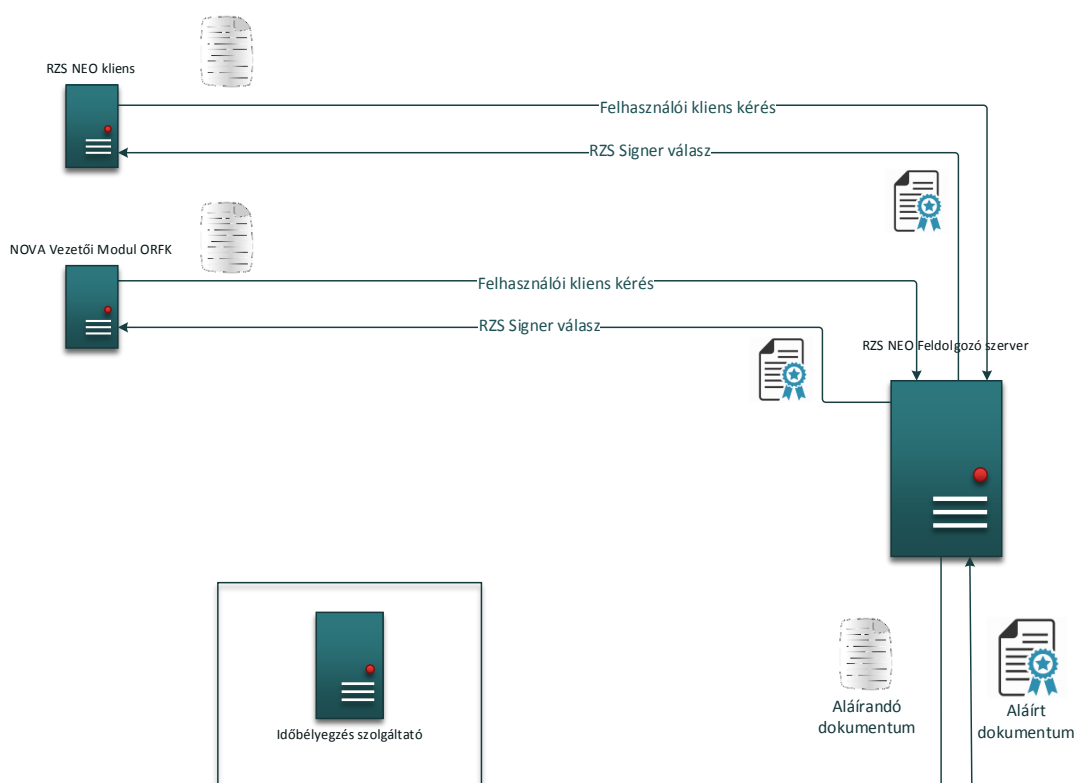 RZS NEO kliens
Felhasználói kliens kérés
RZS Signer válasz
NOVA Vezetői Modul ORFK
Felhasználói kliens kérés
RZS Signer válasz
RZS NEO Feldolgozó szerver
Időbélyegzés szolgáltató
Aláírandó
dokumentum
Aláírt
dokumentum